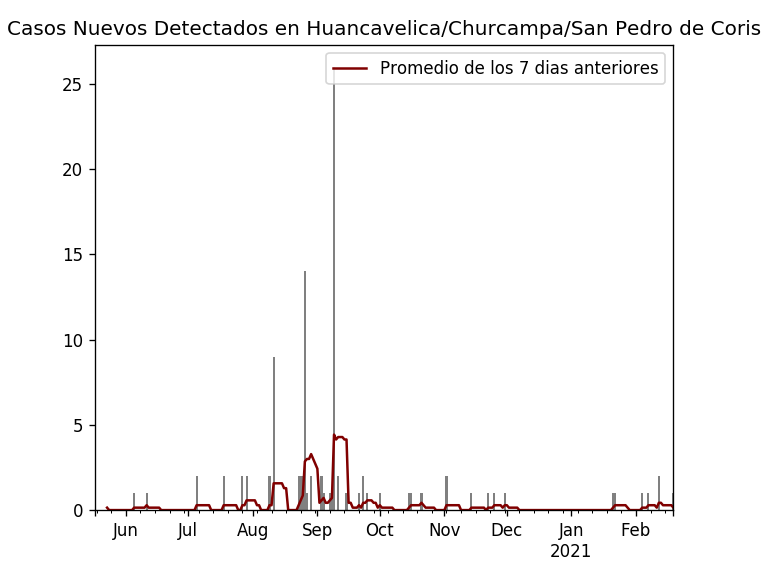 Casos Nuevos Detectados en Huancavelica/Churcampa/San Pedro de Coris
Promedio de los 7 dias anteriores
25
20
15
10
5
0
Jun Jul Aug Sep Oct Nov Dec Jan Feb
2021